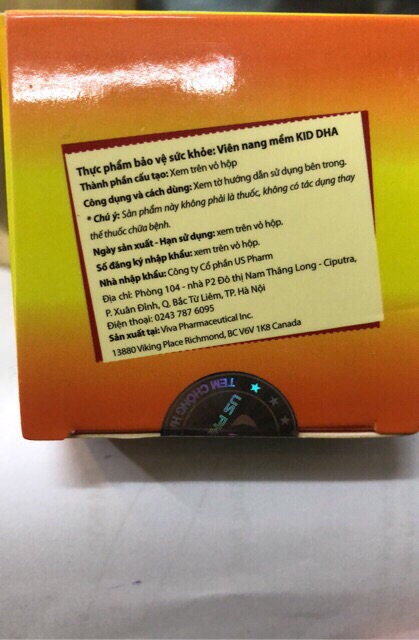 Thực phẩm bảo vệ sức khỏe: Viên nang mềm KID DHA
Thành phần cấu tạo: Xem trên vỏ hộp
Công dụng và cách dùng: Xem tờ hướng dẫn sử dụng bên trong.
* Chú ý: Sản phẩm này không phải là thuốc, không có tác dụng thay
thế thuốc chữa bệnh.
Ngày sản xuất - Hạn sử dụng: xem trên vỏ hộp.
Số đăng ký nhập khẩu: xem trên vỏ hộp.
Nhà nhập khẩu: Công ty Cổ phần US Pharm
Địa chỉ: Phòng 104 - nhà P2 Đô thị Nam Thăng Long - Ciputra,
P. Xuân Đỉnh, Q. Bắc Từ Liêm, TP. Hà Nội
Điện thoại: 0243 787 6095
Sản xuất tại: Viva Pharmaceutical Inc.
13880 Viking Place Richmond, BC V6V 1K8 Canada
TEM CHỐNG
US